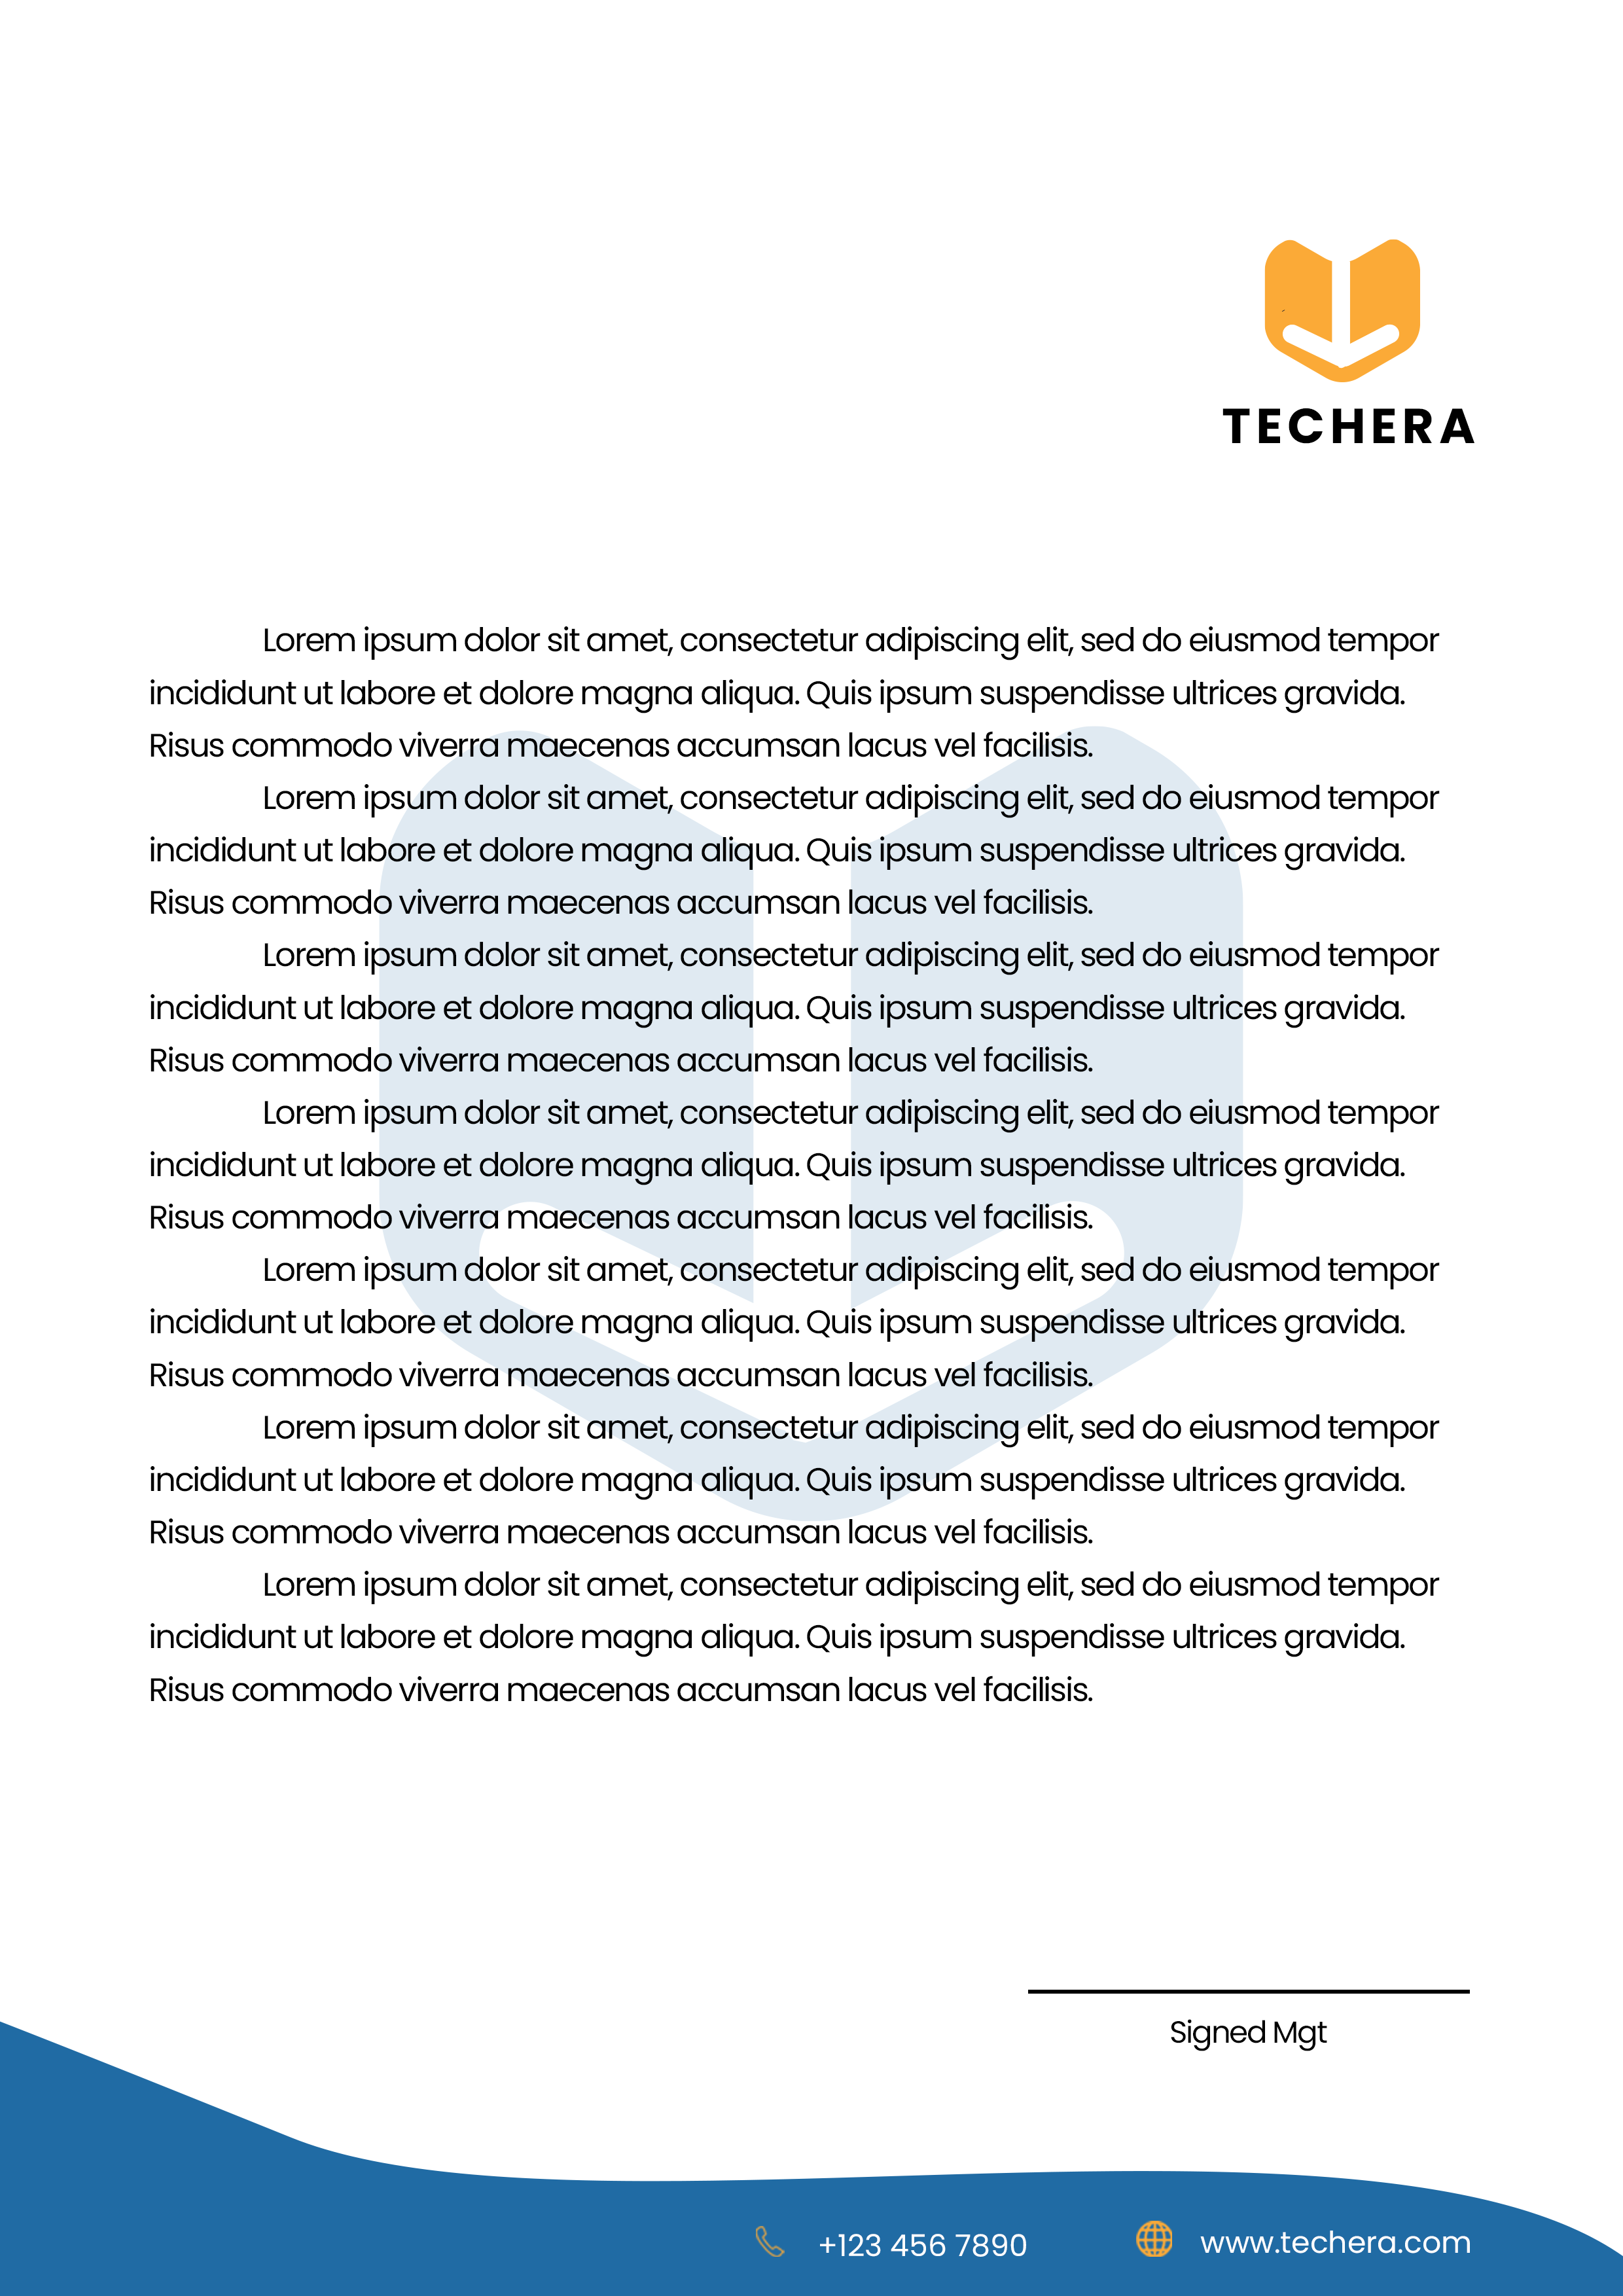 TECHERA
Lorem ipsum dolor sit amet, consectetur adipiscing elit, sed do eiusmod tempor
incididunt ut labore et dolore magna aliqua. Quis ipsum suspendisse ultrices gravida.
Risus commodo viverra maecenas accumsan lacus vel facilisis.
Lorem ipsum dolor sit amet, consectetur adipiscing elit, sed do eiusmod tempor
incididunt ut labore et dolore magna aliqua. Quis ipsum suspendisse ultrices gravida.
Risus commodo viverra maecenas accumsan lacus vel facilisis.
Lorem ipsum dolor sit amet, consectetur adipiscing elit, sed do eiusmod tempor
incididunt ut labore et dolore magna aliqua. Quis ipsum suspendisse ultrices gravida.
Risus commodo viverra maecenas accumsan lacus vel facilisis.
Lorem ipsum dolor sit amet, consectetur adipiscing elit, sed do eiusmod tempor
incididunt ut labore et dolore magna aliqua. Quis ipsum suspendisse ultrices gravida.
Risus commodo viverra maecenas accumsan lacus vel facilisis.
Lorem ipsum dolor sit amet, consectetur adipiscing elit, sed do eiusmod tempor
incididunt ut labore et dolore magna aliqua. Quis ipsum suspendisse ultrices gravida.
Risus commodo viverra maecenas accumsan lacus vel facilisis.
Lorem ipsum dolor sit amet, consectetur adipiscing elit, sed do eiusmod tempor
incididunt ut labore et dolore magna aliqua. Quis ipsum suspendisse ultrices gravida.
Risus commodo viverra maecenas accumsan lacus vel facilisis.
Lorem ipsum dolor sit amet, consectetur adipiscing elit, sed do eiusmod tempor
incididunt ut labore et dolore magna aliqua. Quis ipsum suspendisse ultrices gravida.
Risus commodo viverra maecenas accumsan lacus vel facilisis.
Signed Mgt
+123 456 7890
www.techera.com